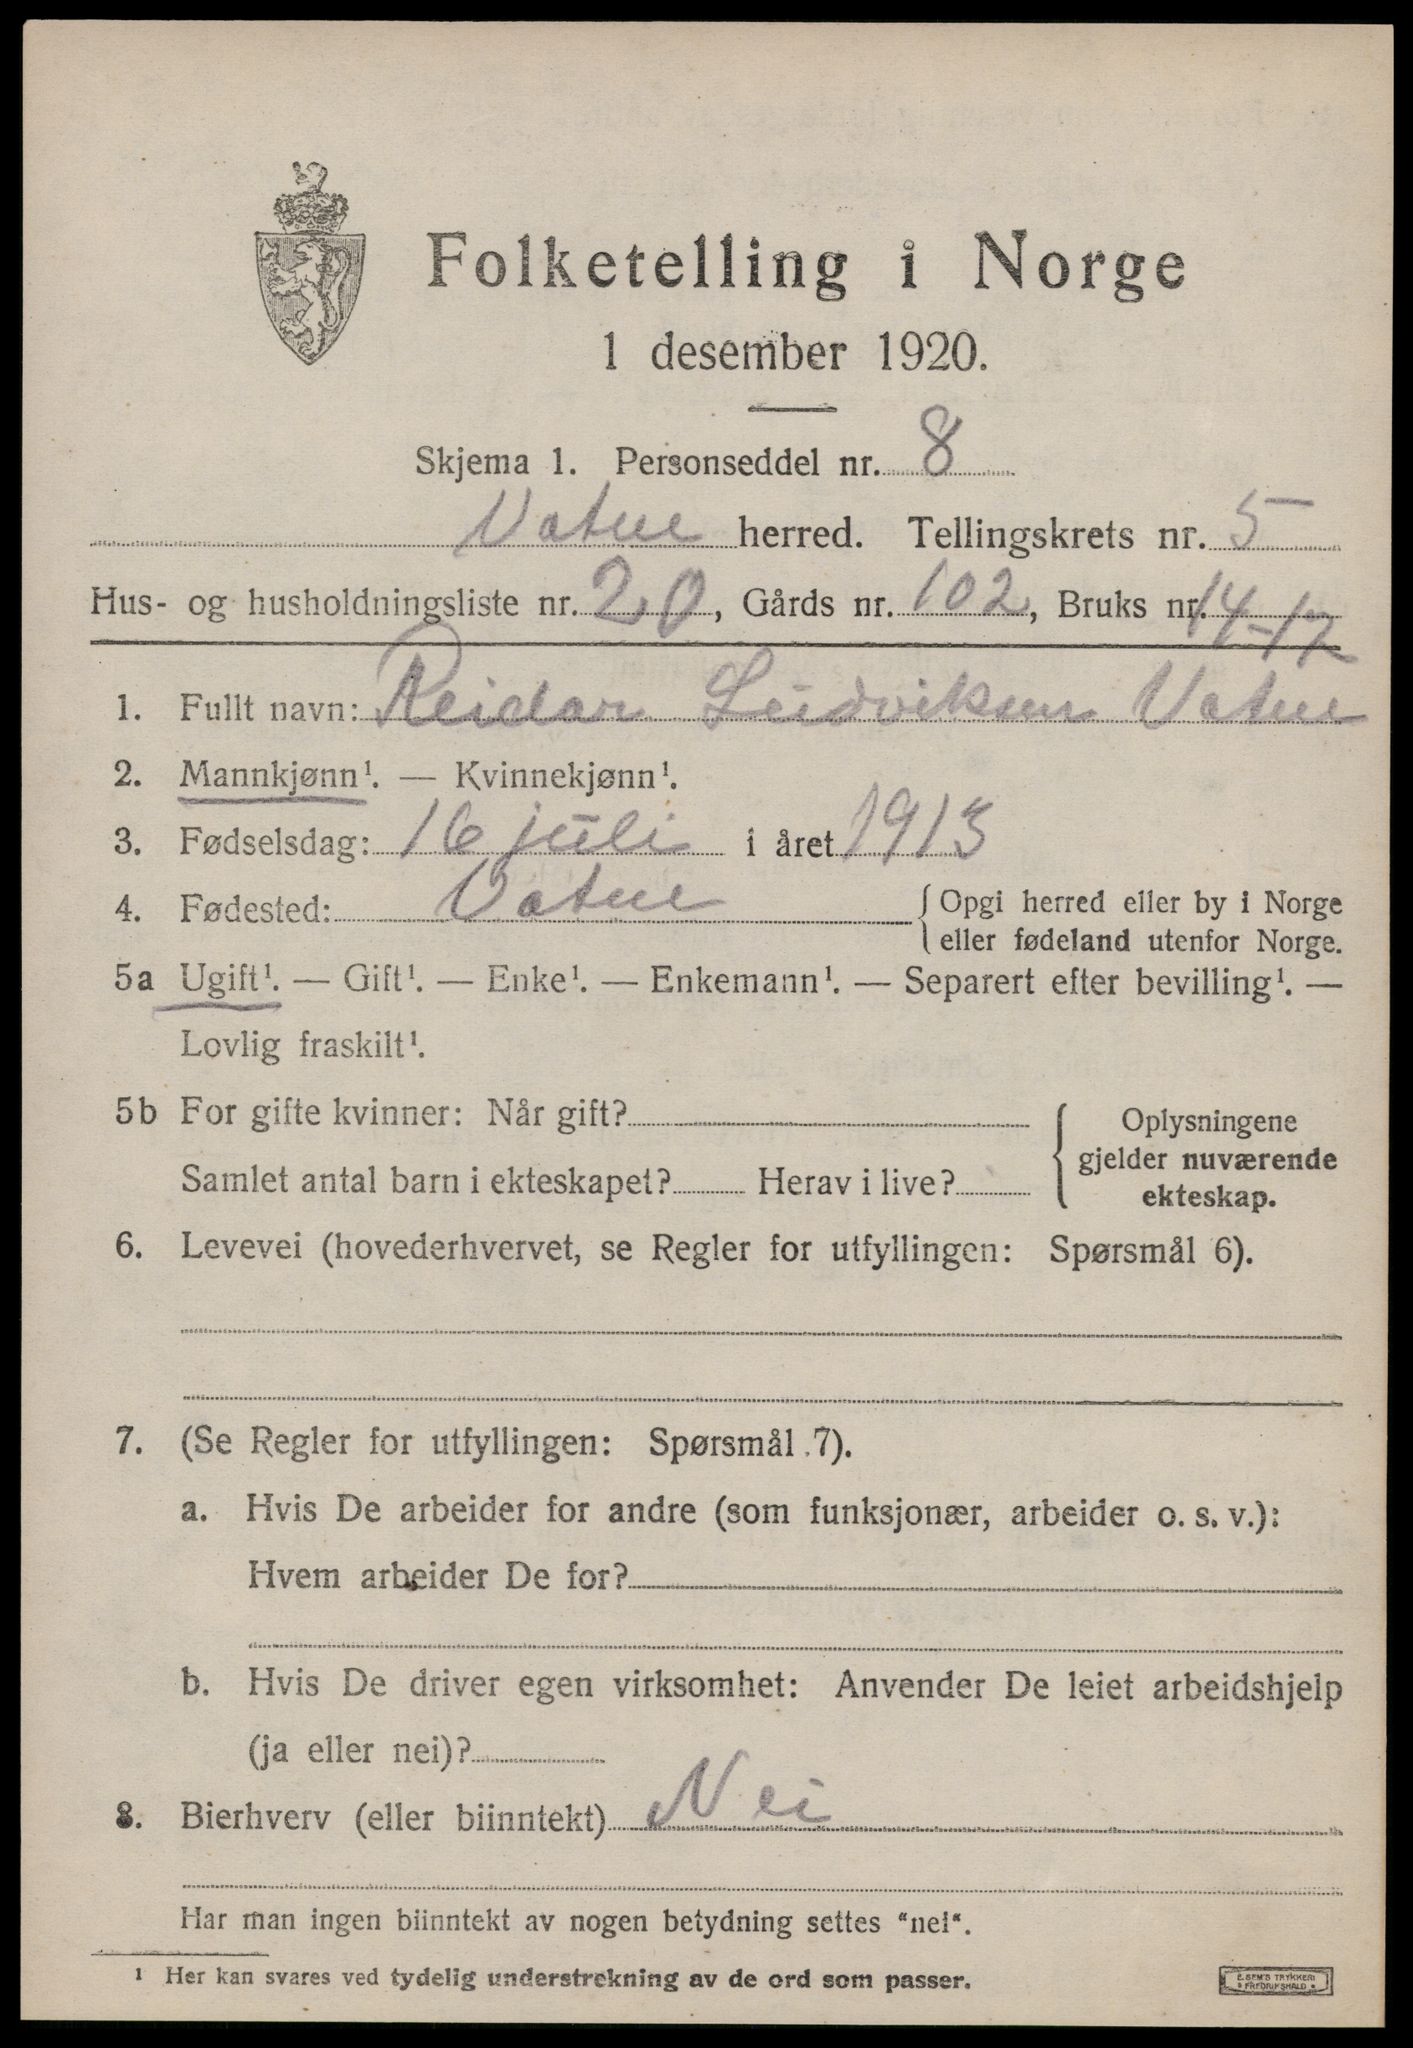 Folketelling i Norge
1 desember 1920.
Skjema 1. Personseddel nr. 8
Vatne herred. Tellingskrets nr. 5
Hus- og husholdningsliste nr. 20, Gårds nr. 102, Bruks nr. 14-17
1. Fullt navn: Reidar Ludviksen Vatne
2. Mannkjønn¹. — Kvinnekjønn¹.
3. Fødselsdag: 16 juli i året 1913
4. Fødested: Vatne { Opgi herred eller by i Norge
eller fødeland utenfor Norge.
5a Ugift¹. — Gift¹. — Enke¹. — Enkemann¹. — Separert efter bevilling¹. —
Lovlig fraskilt¹.
5b For gifte kvinner: Når gift? { Oplysningene
gjelder nuværende
ekteskap.
Samlet antal barn i ekteskapet? Herav i live?
6. Levevei (hovederhvervet, se Regler for utfyllingen: Spørsmål 6).
7. (Se Regler for utfyllingen: Spørsmål 7).
a. Hvis De arbeider for andre (som funksjonær, arbeider o. s. v.):
Hvem arbeider De for?
b. Hvis De driver egen virksomhet: Anvender De leiet arbeidshjelp
(ja eller nei)?
8. Bierhverv (eller biinntekt) Nei
Har man ingen biinntekt av nogen betydning settes "nei".
¹ Her kan svares ved tydelig understrekning av de ord som passer.
E. SEM'S TRYKKERI
• FREDRIKSHALD •